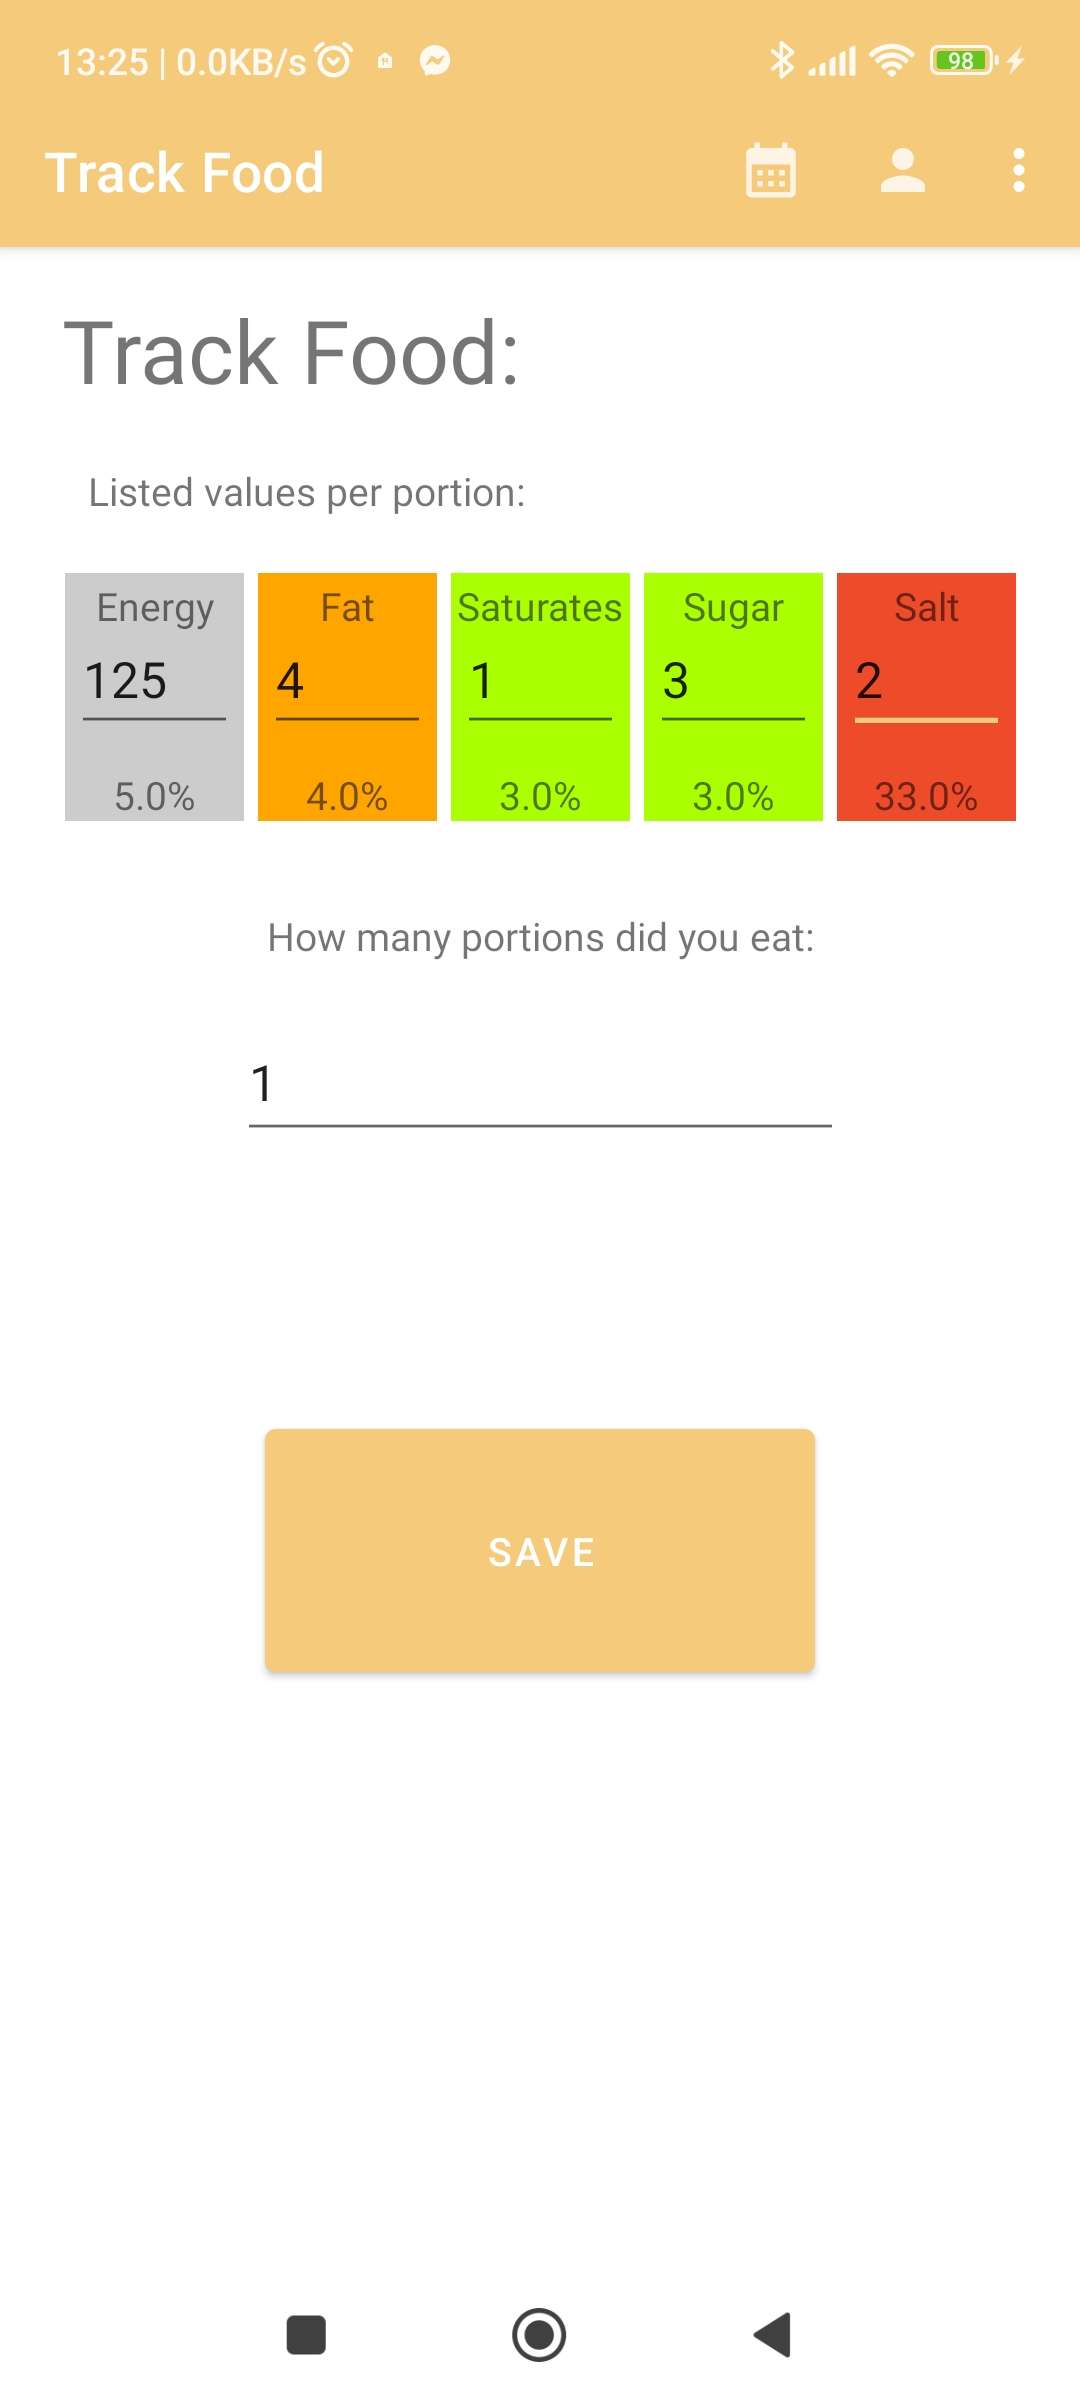 13:25 | 0.0KB/s 98
Track Food
Track Food:
Listed values per portion:
Energy Fat Saturates Sugar Salt
125 4 1 3 2
5.0% 4.0% 3.0% 3.0% 33.0%
How many portions did you eat:
1
SAVE